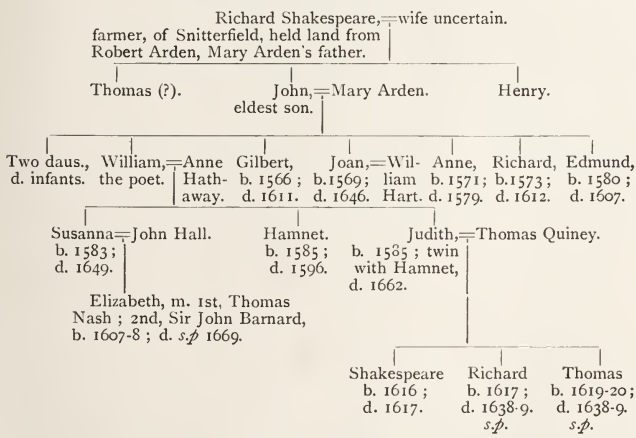 Richard Shakespeare,=wife uncertain.
farmer, of Snitterfield, held land from
Robert Arden, Mary Arden's father.
Thomas (?). John,=Mary Arden. Henry.
eldest son.
Two daus., William,=Anne Gilbert, Joan,=Wil- Anne, Richard, Edmund,
d. infants. the poet. Hath- b. 1566 ; b.1569; liam b. 1571; b.1573; b. 1580 ;
away. d. 1611. d. 1646. Hart. d. 1579. d. 1612. d. 1607.
Susanna=John Hall. Hamnet. Judith,=Thomas Quiney.
b. 1583; b. 1585; b. 1585 ; twin
d. 1649. d. 1596. with Hamnet,
d. 1662.
Elizabeth, m. 1st, Thomas
Nash ; 2nd, Sir John Barnard,
b. 1607-8 ; d. s.p 1669.
Shakespeare Richard Thomas
b. 1616 ; b. 1617 ; b. 1619-20;
d. 1617. d. 1638-9. d. 1638-9.
s.p. s.p.